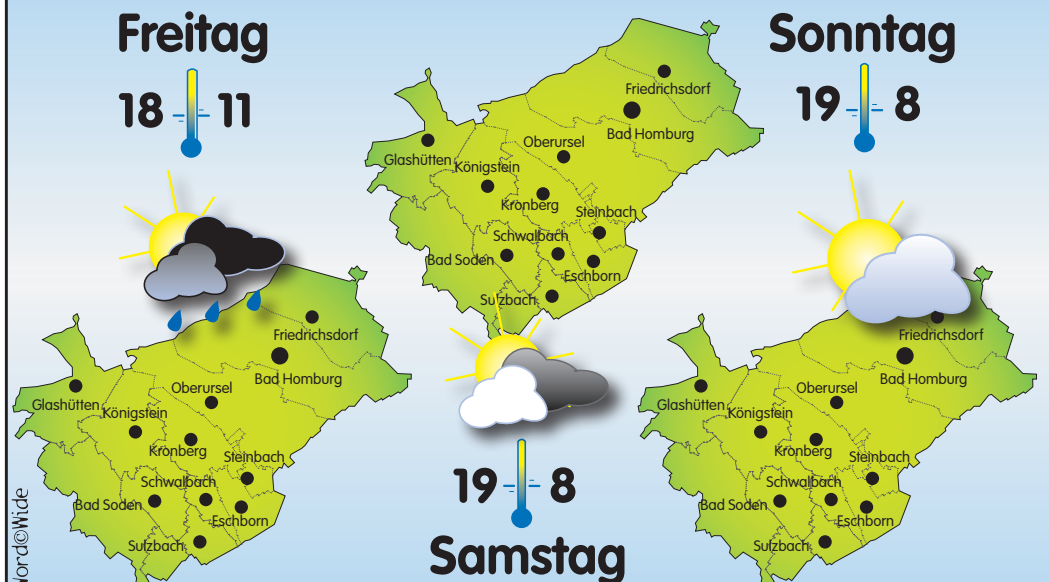 Freitag
18 11
Friedrichsdorf
Bad Homburg
Oberursel
Glashütten
Königstein
Kronberg
Steinbach
Schwalbach
Bad Soden
Eschborn
Sulzbach
Friedrichsdorf
Bad Homburg
Oberursel
Glashütten
Königstein
Kronberg
Steinbach
Schwalbach
Bad Soden
Eschborn
Sulzbach
19 8
Samstag
Sonntag
19 8
Friedrichsdorf
Bad Homburg
Oberursel
Glashütten
Königstein
Kronberg
Steinbach
Schwalbach
Bad Soden
Eschborn
Sulzbach